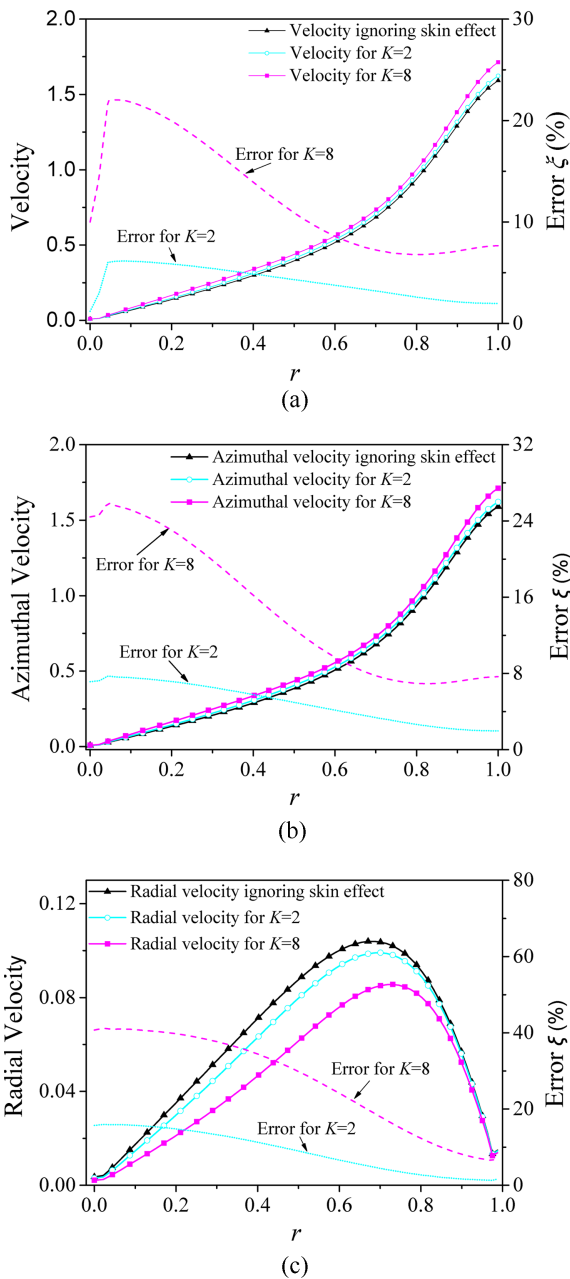 Velocity ignoring skin effect
Velocity for K=2
Velocity for K=8
Error for K=8
Error for K=2
Velocity
Error ξ (%)
2.0
1.5
1.0
0.5
0.0
30
20
10
0
0.0 0.2 0.4 0.6 0.8 1.0
r
(a)
Azimuthal velocity ignoring skin effect
Azimuthal velocity for K=2
Azimuthal velocity for K=8
Error for K=8
Error for K=2
Azimuthal Velocity
Error ξ (%)
2.0
1.5
1.0
0.5
0.0
32
24
16
8
0
0.0 0.2 0.4 0.6 0.8 1.0
r
(b)
Radial velocity ignoring skin effect
Radial velocity for K=2
Radial velocity for K=8
Error for K=8
Error for K=2
Radial Velocity
Error ξ (%)
0.12
0.08
0.04
0.00
80
60
40
20
0
0.0 0.2 0.4 0.6 0.8 1.0
r
(c)